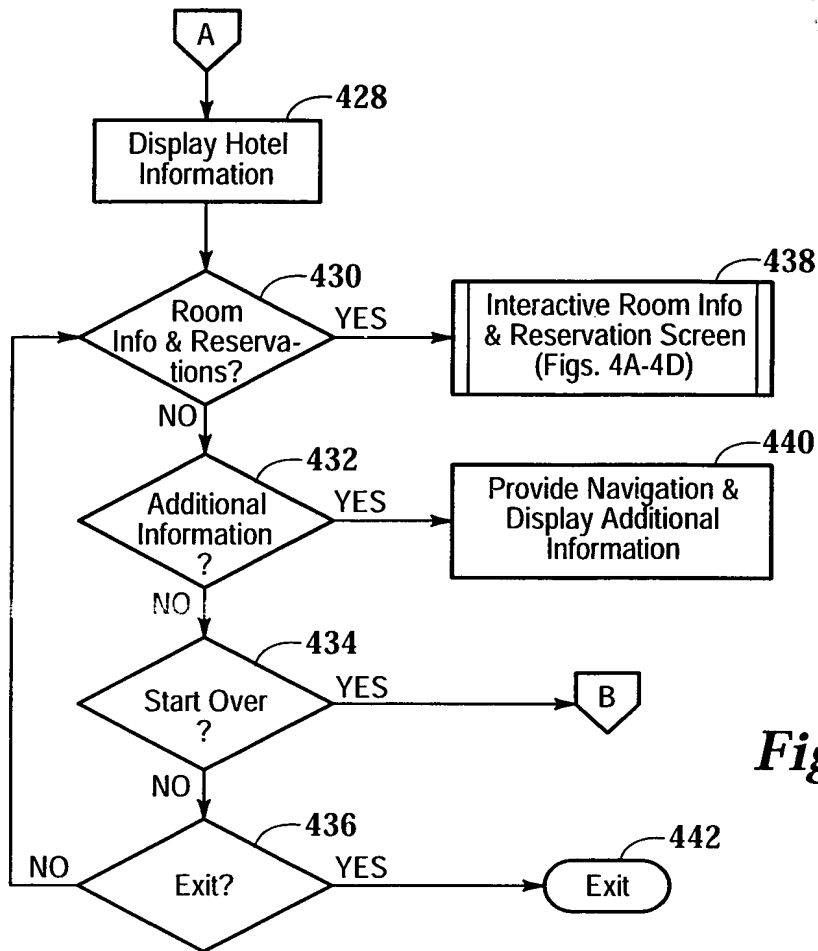 A
428
Display Hotel
Information
430
Room
Info & Reserva-
tions?
YES
438
Interactive Room Info
& Reservation Screen
(Figs. 4A-4D)
NO
432
Additional
Information
?
YES
440
Provide Navigation &
Display Additional
Information
NO
434
Start Over
?
YES
B
NO
436
NO
Exit?
YES
442
Exit